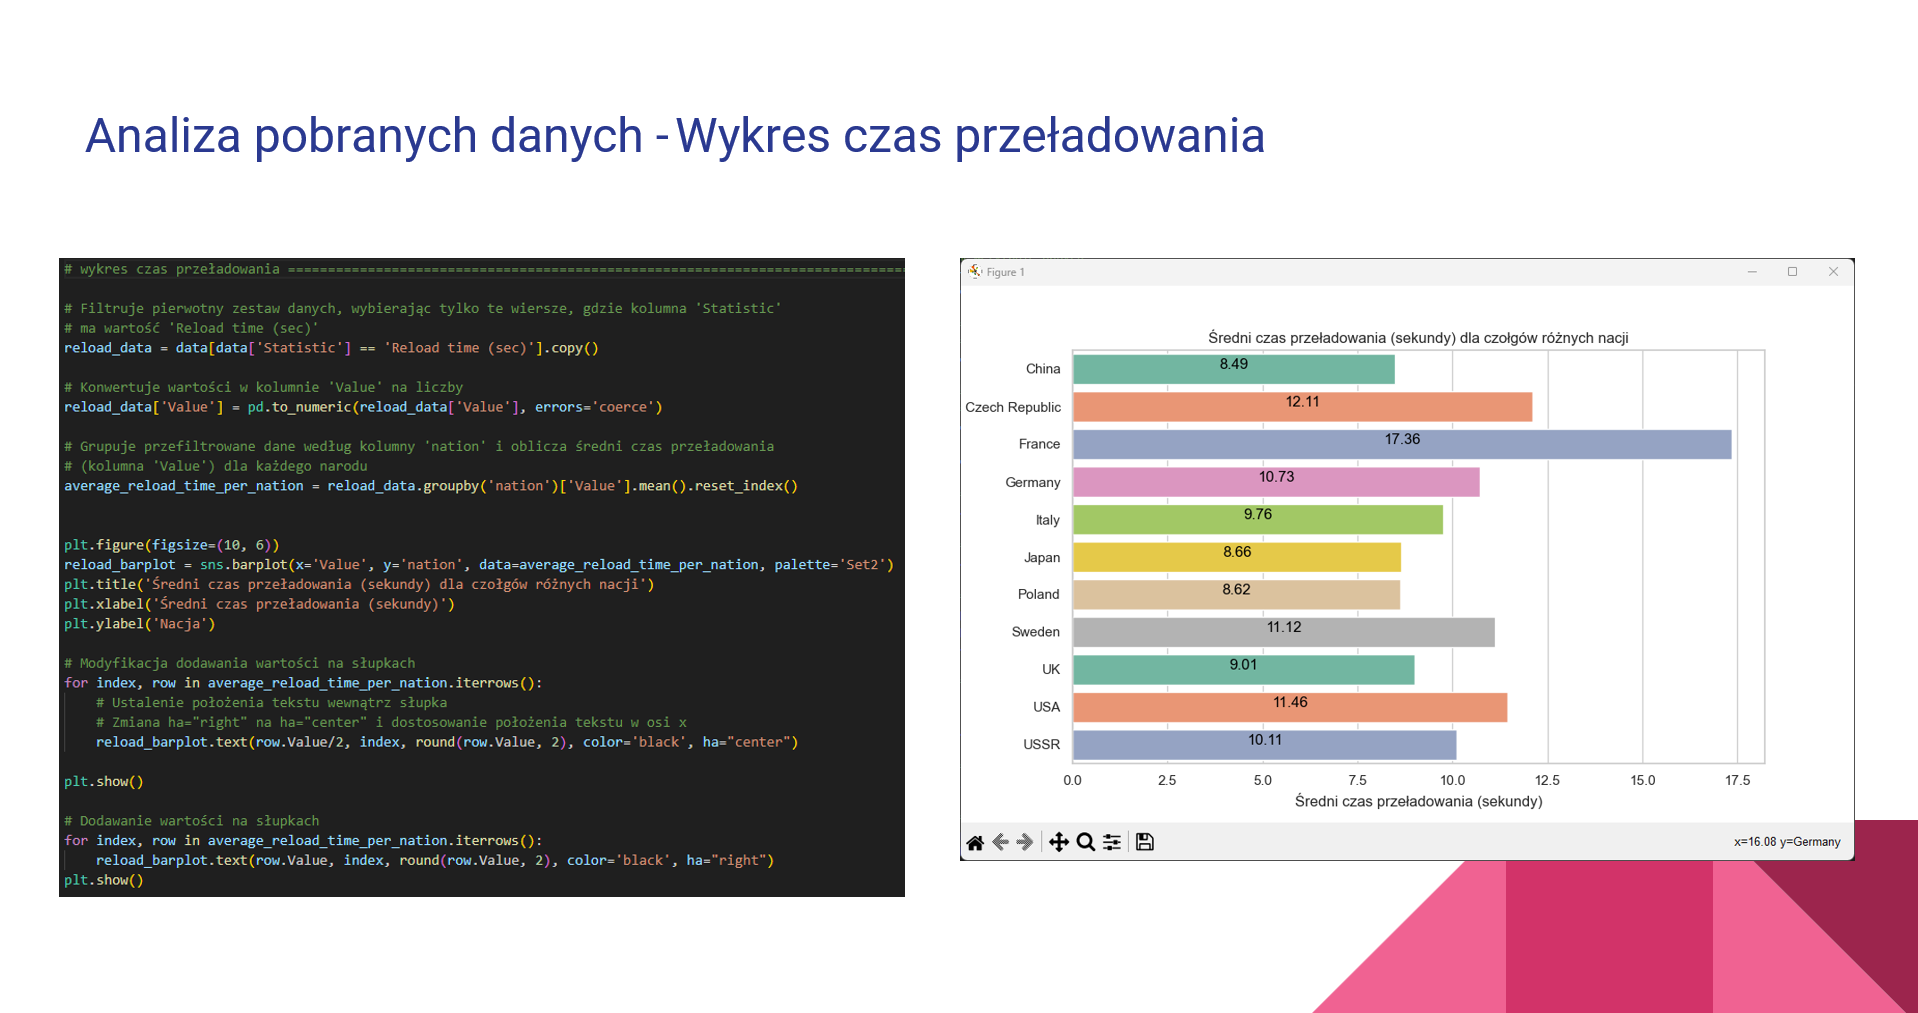 Analiza pobranych danych - Wykres czas przeładowania
# wykres czas przeładowania =============================================================================
# Filtruje pierwotny zestaw danych, wybierając tylko te wiersze, gdzie kolumna 'Statistic'
# ma wartość 'Reload time (sec)'
reload_data = data[data['Statistic'] == 'Reload time (sec)'].copy()
# Konwertuje wartości w kolumnie 'Value' na liczby
reload_data['Value'] = pd.to_numeric(reload_data['Value'], errors='coerce')
# Grupuje przefiltrowane dane według kolumny 'nation' i oblicza średni czas przeładowania
# (kolumna 'Value') dla każdego narodu
average_reload_time_per_nation = reload_data.groupby('nation')['Value'].mean().reset_index()
plt.figure(figsize=(10, 6))
reload_barplot = sns.barplot(x='Value', y='nation', data=average_reload_time_per_nation, palette='Set2')
plt.title('Średni czas przeładowania (sekundy) dla czołgów różnych nacji')
plt.xlabel('Średni czas przeładowania (sekundy)')
plt.ylabel('Nacja')
# Modyfikacja dodawania wartości na słupkach
for index, row in average_reload_time_per_nation.iterrows():
    # Ustalenie położenia tekstu wewnątrz słupka
    # Zmiana ha="right" na ha="center" i dostosowanie położenia tekstu w osi x
    reload_barplot.text(row.Value/2, index, round(row.Value, 2), color='black', ha="center")
plt.show()
# Dodawanie wartości na słupkach
for index, row in average_reload_time_per_nation.iterrows():
    reload_barplot.text(row.Value, index, round(row.Value, 2), color='black', ha="right")
plt.show()
Figure 1
Średni czas przeładowania (sekundy) dla czołgów różnych nacji
China 8.49
Czech Republic 12.11
France 17.36
Germany 10.73
Italy 9.76
Japan 8.66
Poland 8.62
Sweden 11.12
UK 9.01
USA 11.46
USSR 10.11
0.0 2.5 5.0 7.5 10.0 12.5 15.0 17.5
Średni czas przeładowania (sekundy)
x=16.08 y=Germany